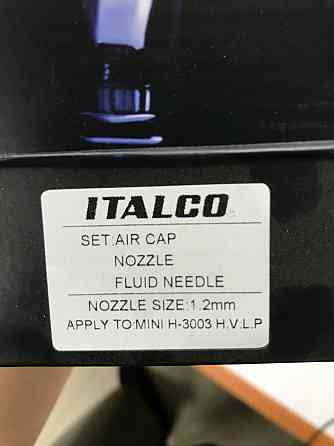 ITALCO
SET:AIR CAP
NOZZLE
FLUID NEEDLE
NOZZLE SIZE:1.2mm
APPLY TO:MINI H-3003 H.V.L.P